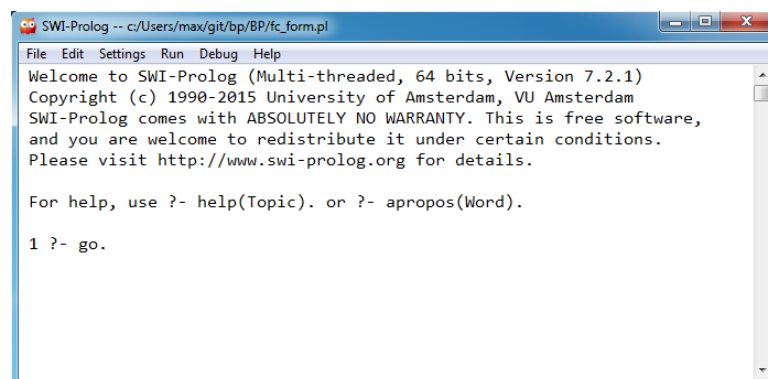 SWI-Prolog -- c:/Users/max/git/bp/BP/fc_form.pl
File Edit Settings Run Debug Help
Welcome to SWI-Prolog (Multi-threaded, 64 bits, Version 7.2.1)
Copyright (c) 1990-2015 University of Amsterdam, VU Amsterdam
SWI-Prolog comes with ABSOLUTELY NO WARRANTY. This is free software,
and you are welcome to redistribute it under certain conditions.
Please visit http://www.swi-prolog.org for details.
For help, use ?- help(Topic). or ?- apropos(Word).
1 ?- go.